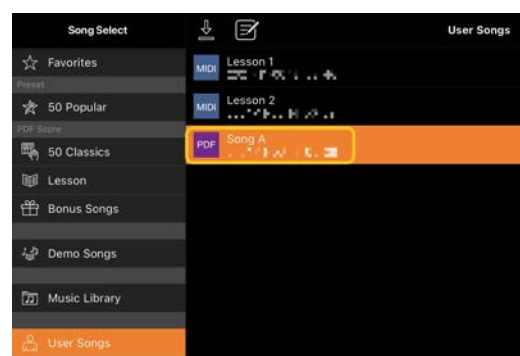 Song Select
Favorites
Preset
50 Popular
PDF Score
50 Classics
Lesson
Bonus Songs
Demo Songs
Music Library
User Songs
User Songs
MIDI Lesson 1
MIDI Lesson 2
PDF Song A